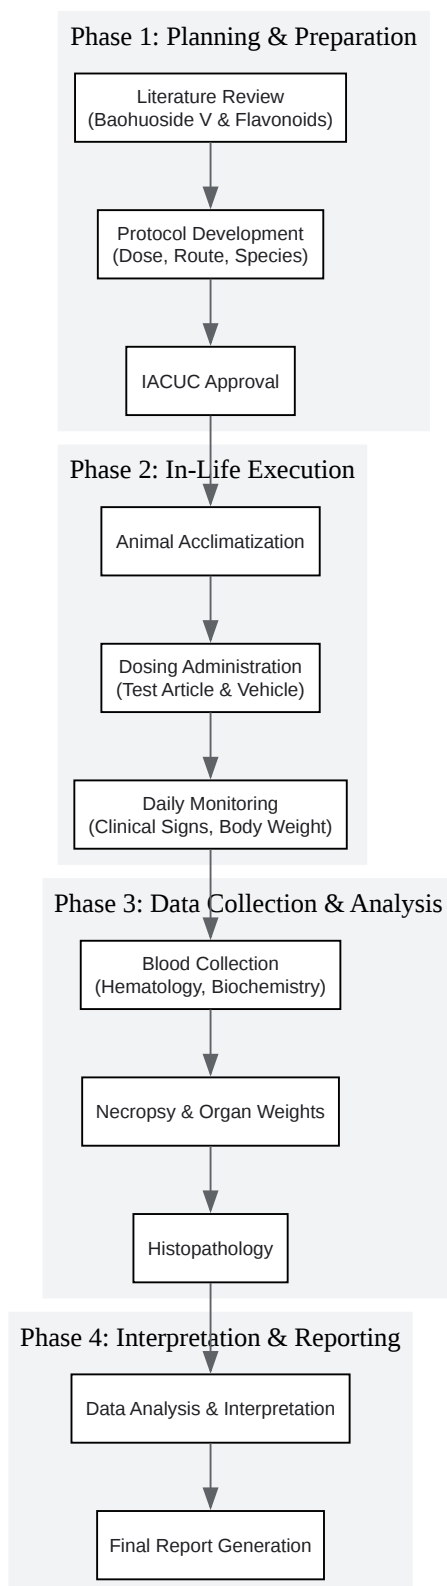 Phase 1: Planning & Preparation
Literature Review
(Baohuoside V & Flavonoids)
Protocol Development
(Dose, Route, Species)
IACUC Approval
Phase 2: In-Life Execution
Animal Acclimatization
Dosing Administration
(Test Article & Vehicle)
Daily Monitoring
(Clinical Signs, Body Weight)
Phase 3: Data Collection & Analysis
Blood Collection
(Hematology, Biochemistry)
Necropsy & Organ Weights
Histopathology
Phase 4: Interpretation & Reporting
Data Analysis & Interpretation
Final Report Generation